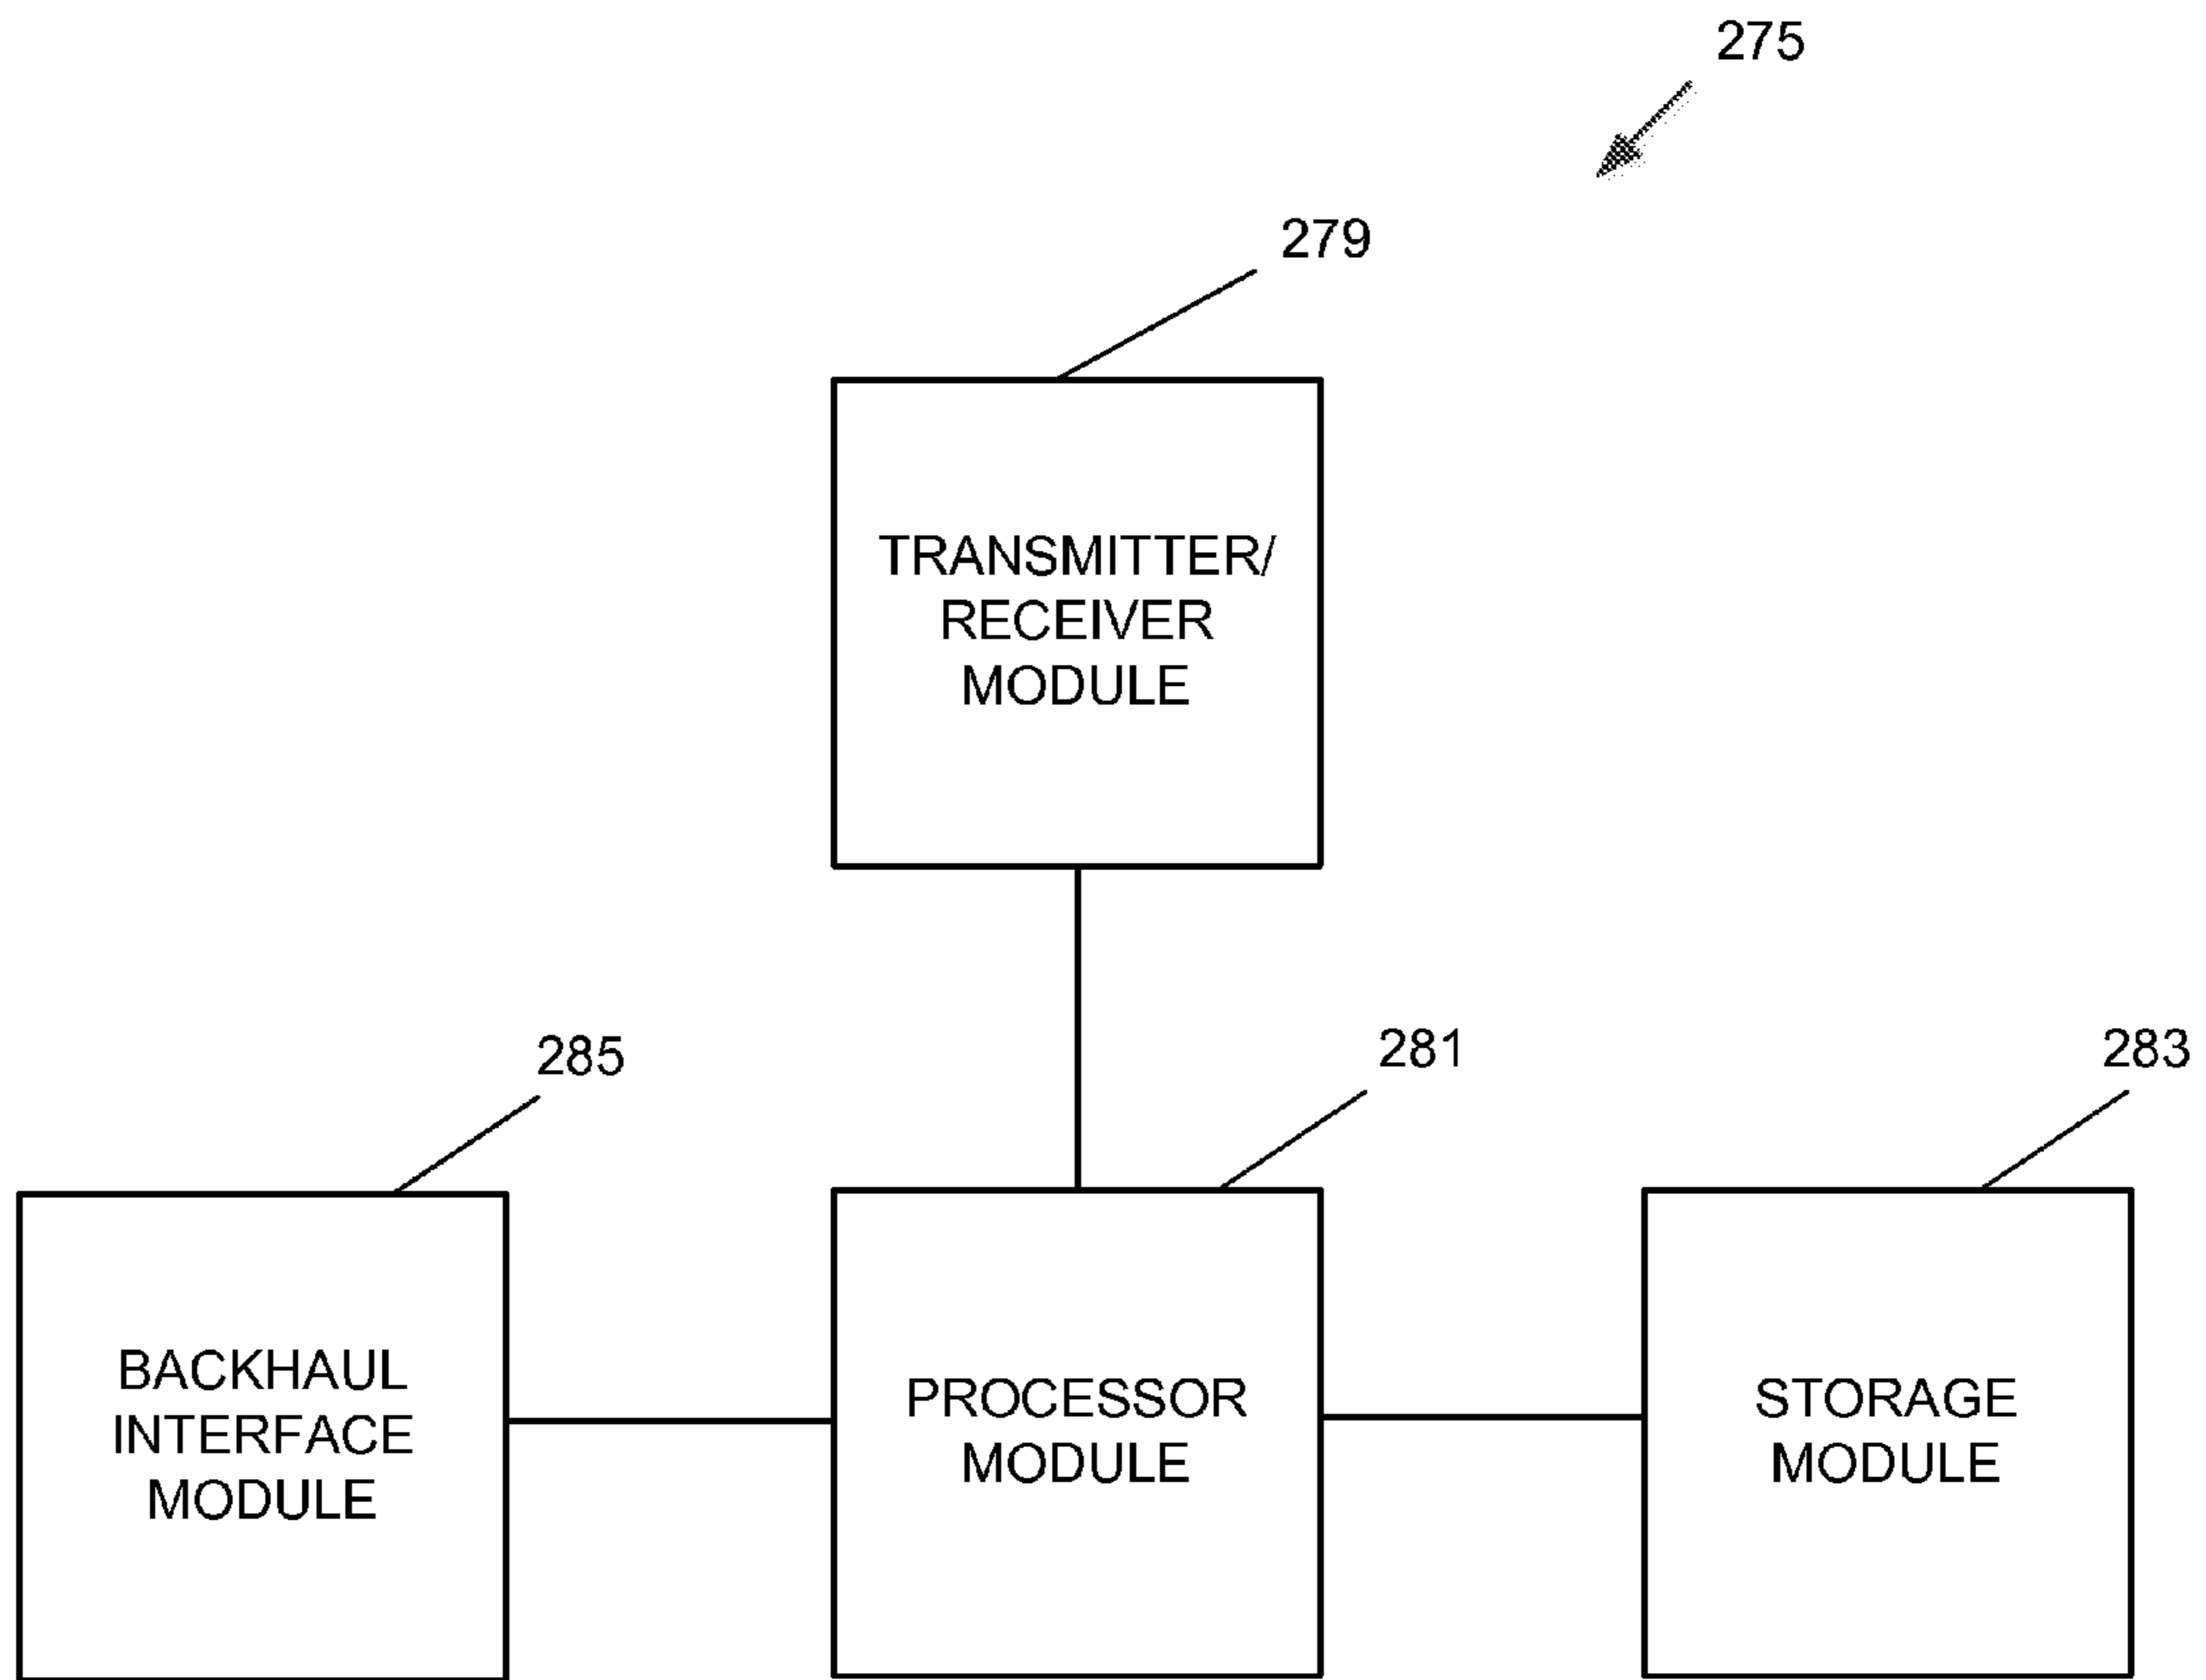 275
279
TRANSMITTER/
RECEIVER
MODULE
285
281
283
BACKHAUL
INTERFACE
MODULE
PROCESSOR
MODULE
STORAGE
MODULE